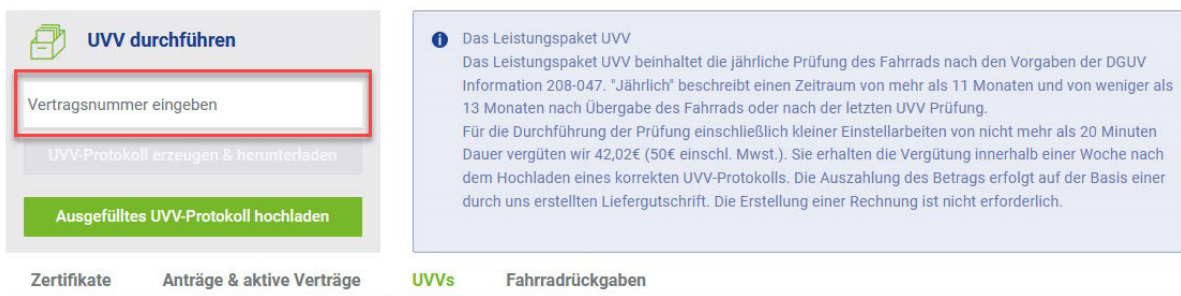 UVV durchführen
Vertragsnummer eingeben
UVV-Protokoll erzeugen & herunterladen
Ausgefülltes UVV-Protokoll hochladen
Das Leistungspaket UVV
Das Leistungspaket UVV beinhaltet die jährliche Prüfung des Fahrrads nach den Vorgaben der DGUV
Information 208-047. "Jährlich" beschreibt einen Zeitraum von mehr als 11 Monaten und von weniger als
13 Monaten nach Übergabe des Fahrrads oder nach der letzten UVV Prüfung.
Für die Durchführung der Prüfung einschließlich kleiner Einstellarbeiten von nicht mehr als 20 Minuten
Dauer vergüten wir 42,02€ (50€ einschl. Mwst.). Sie erhalten die Vergütung innerhalb einer Woche nach
dem Hochladen eines korrekten UVV-Protokolls. Die Auszahlung des Betrags erfolgt auf der Basis einer
durch uns erstellten Liefergutschrift. Die Erstellung einer Rechnung ist nicht erforderlich.
Zertifikate Anträge & aktive Verträge UVVs Fahrradrückgaben